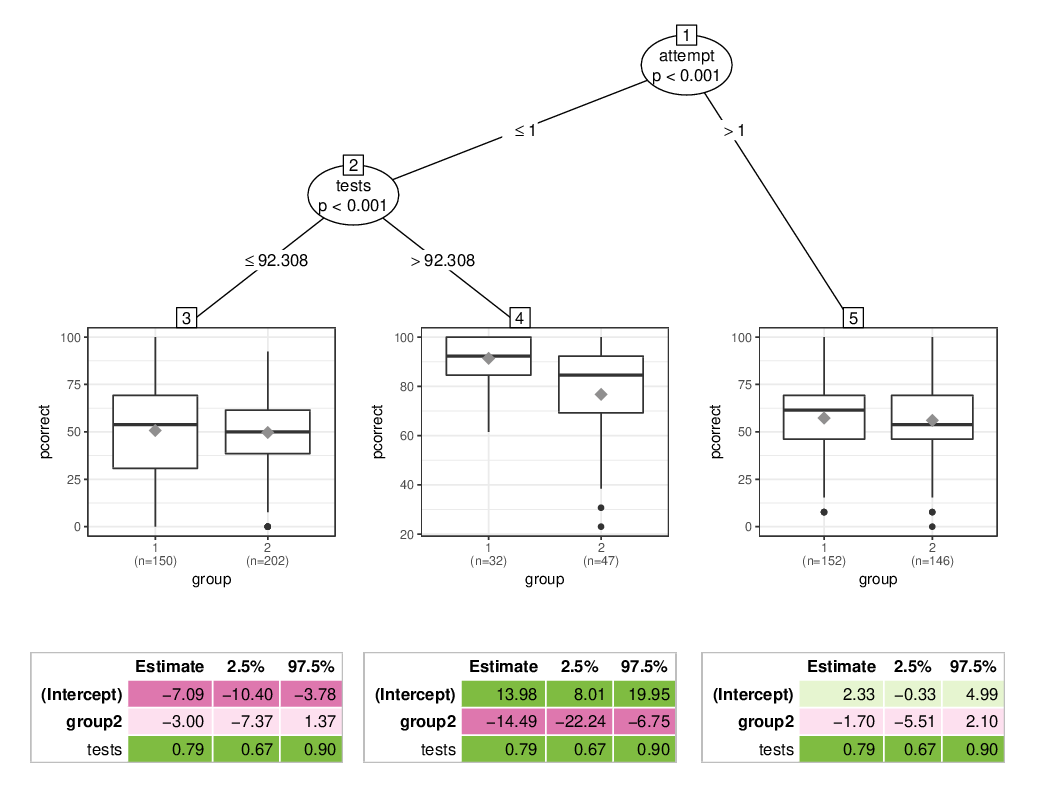 1
attempt
p < 0.001
≤ 1
> 1
2
tests
p < 0.001
≤ 92.308
> 92.308
3
100
75
50
25
0
pcorrect
1
(n=150)
2
(n=202)
group
4
100
80
60
40
20
pcorrect
1
(n=32)
2
(n=47)
group
5
100
75
50
25
0
pcorrect
1
(n=152)
2
(n=146)
group
Estimate 2.5% 97.5%
(Intercept) −7.09 −10.40 −3.78
group2 −3.00 −7.37 1.37
tests 0.79 0.67 0.90
Estimate 2.5% 97.5%
(Intercept) 13.98 8.01 19.95
group2 −14.49 −22.24 −6.75
tests 0.79 0.67 0.90
Estimate 2.5% 97.5%
(Intercept) 2.33 −0.33 4.99
group2 −1.70 −5.51 2.10
tests 0.79 0.67 0.90